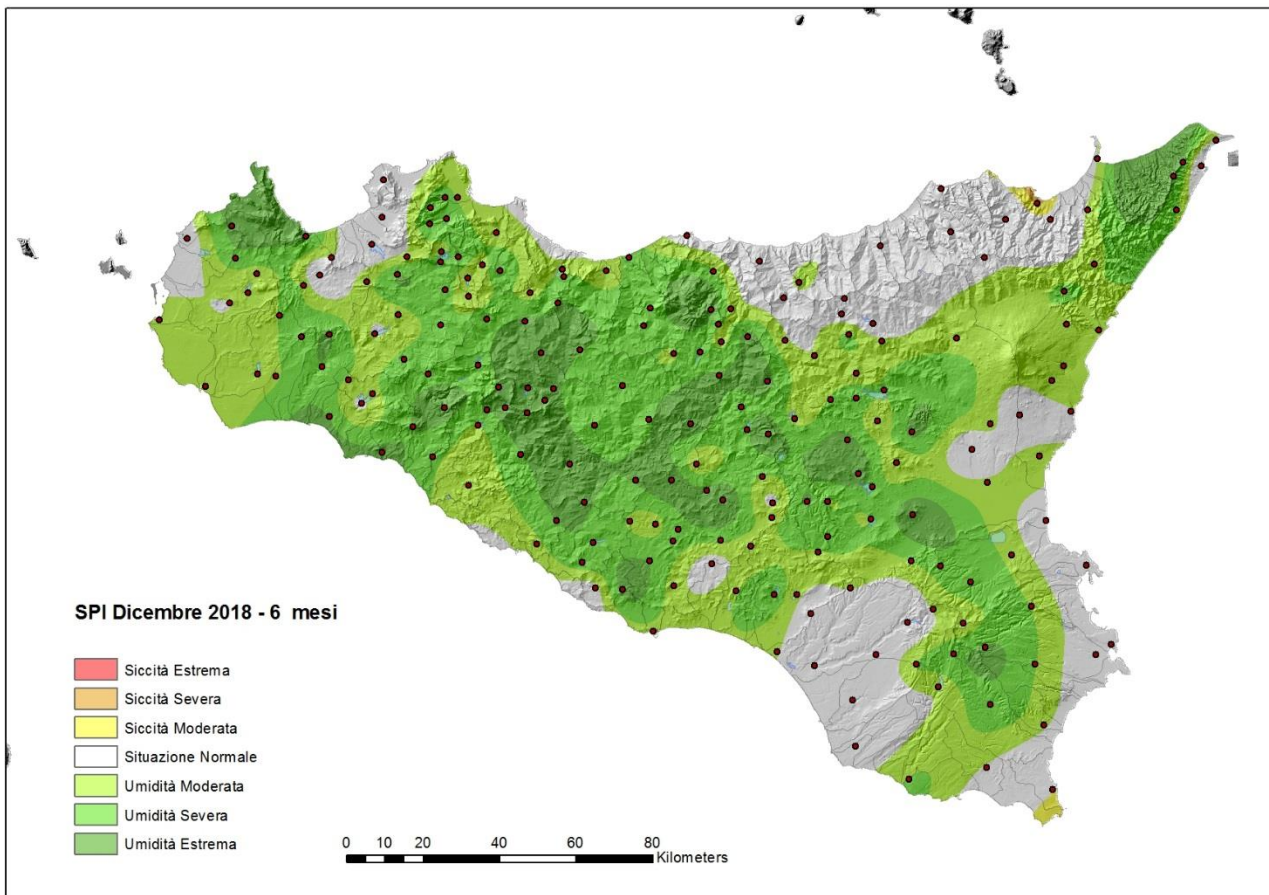 SPI Dicembre 2018 - 6 mesi
Siccità Estrema
Siccità Severa
Siccità Moderata
Situazione Normale
Umidità Moderata
Umidità Severa
Umidità Estrema
0 10 20 40 60 80
Kilometers